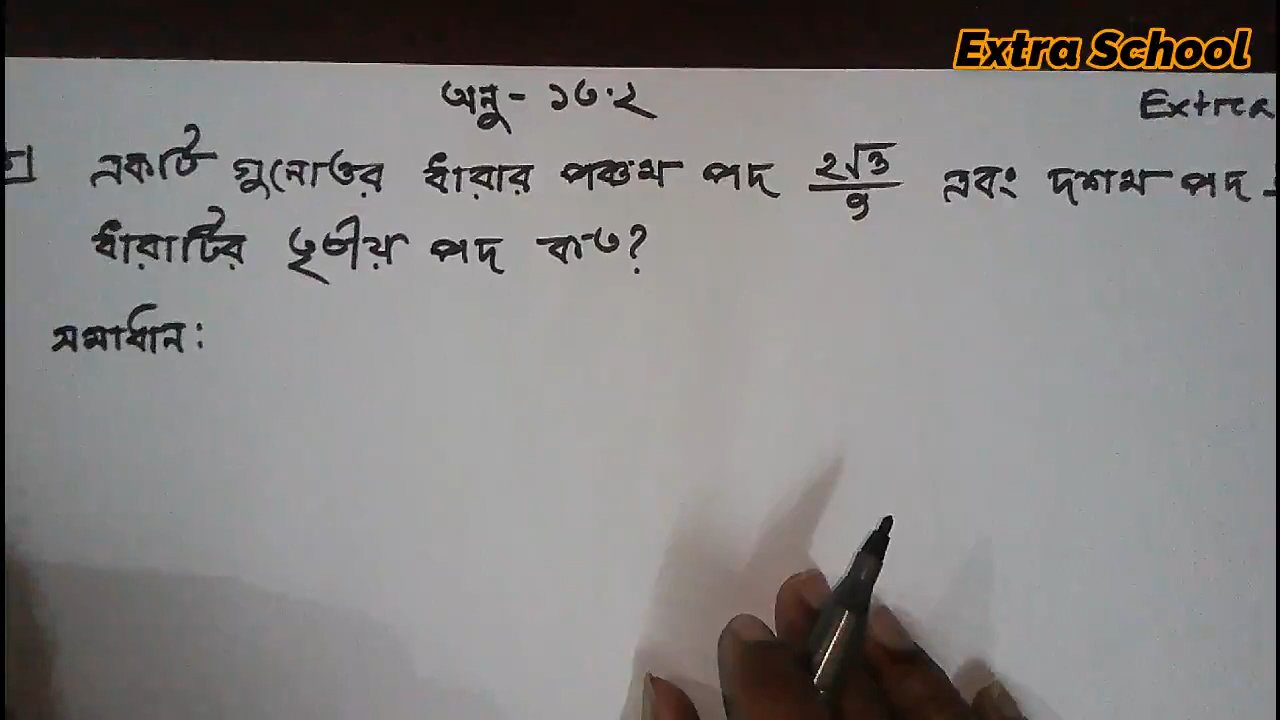 Extra School
অনু - ১৩.২
Extra
একটি গুনোত্তর ধারার পঞ্চম পদ ২√৩/৯ এবং দশম পদ
ধারাটির তৃতীয় পদ কত?
সমাধান: